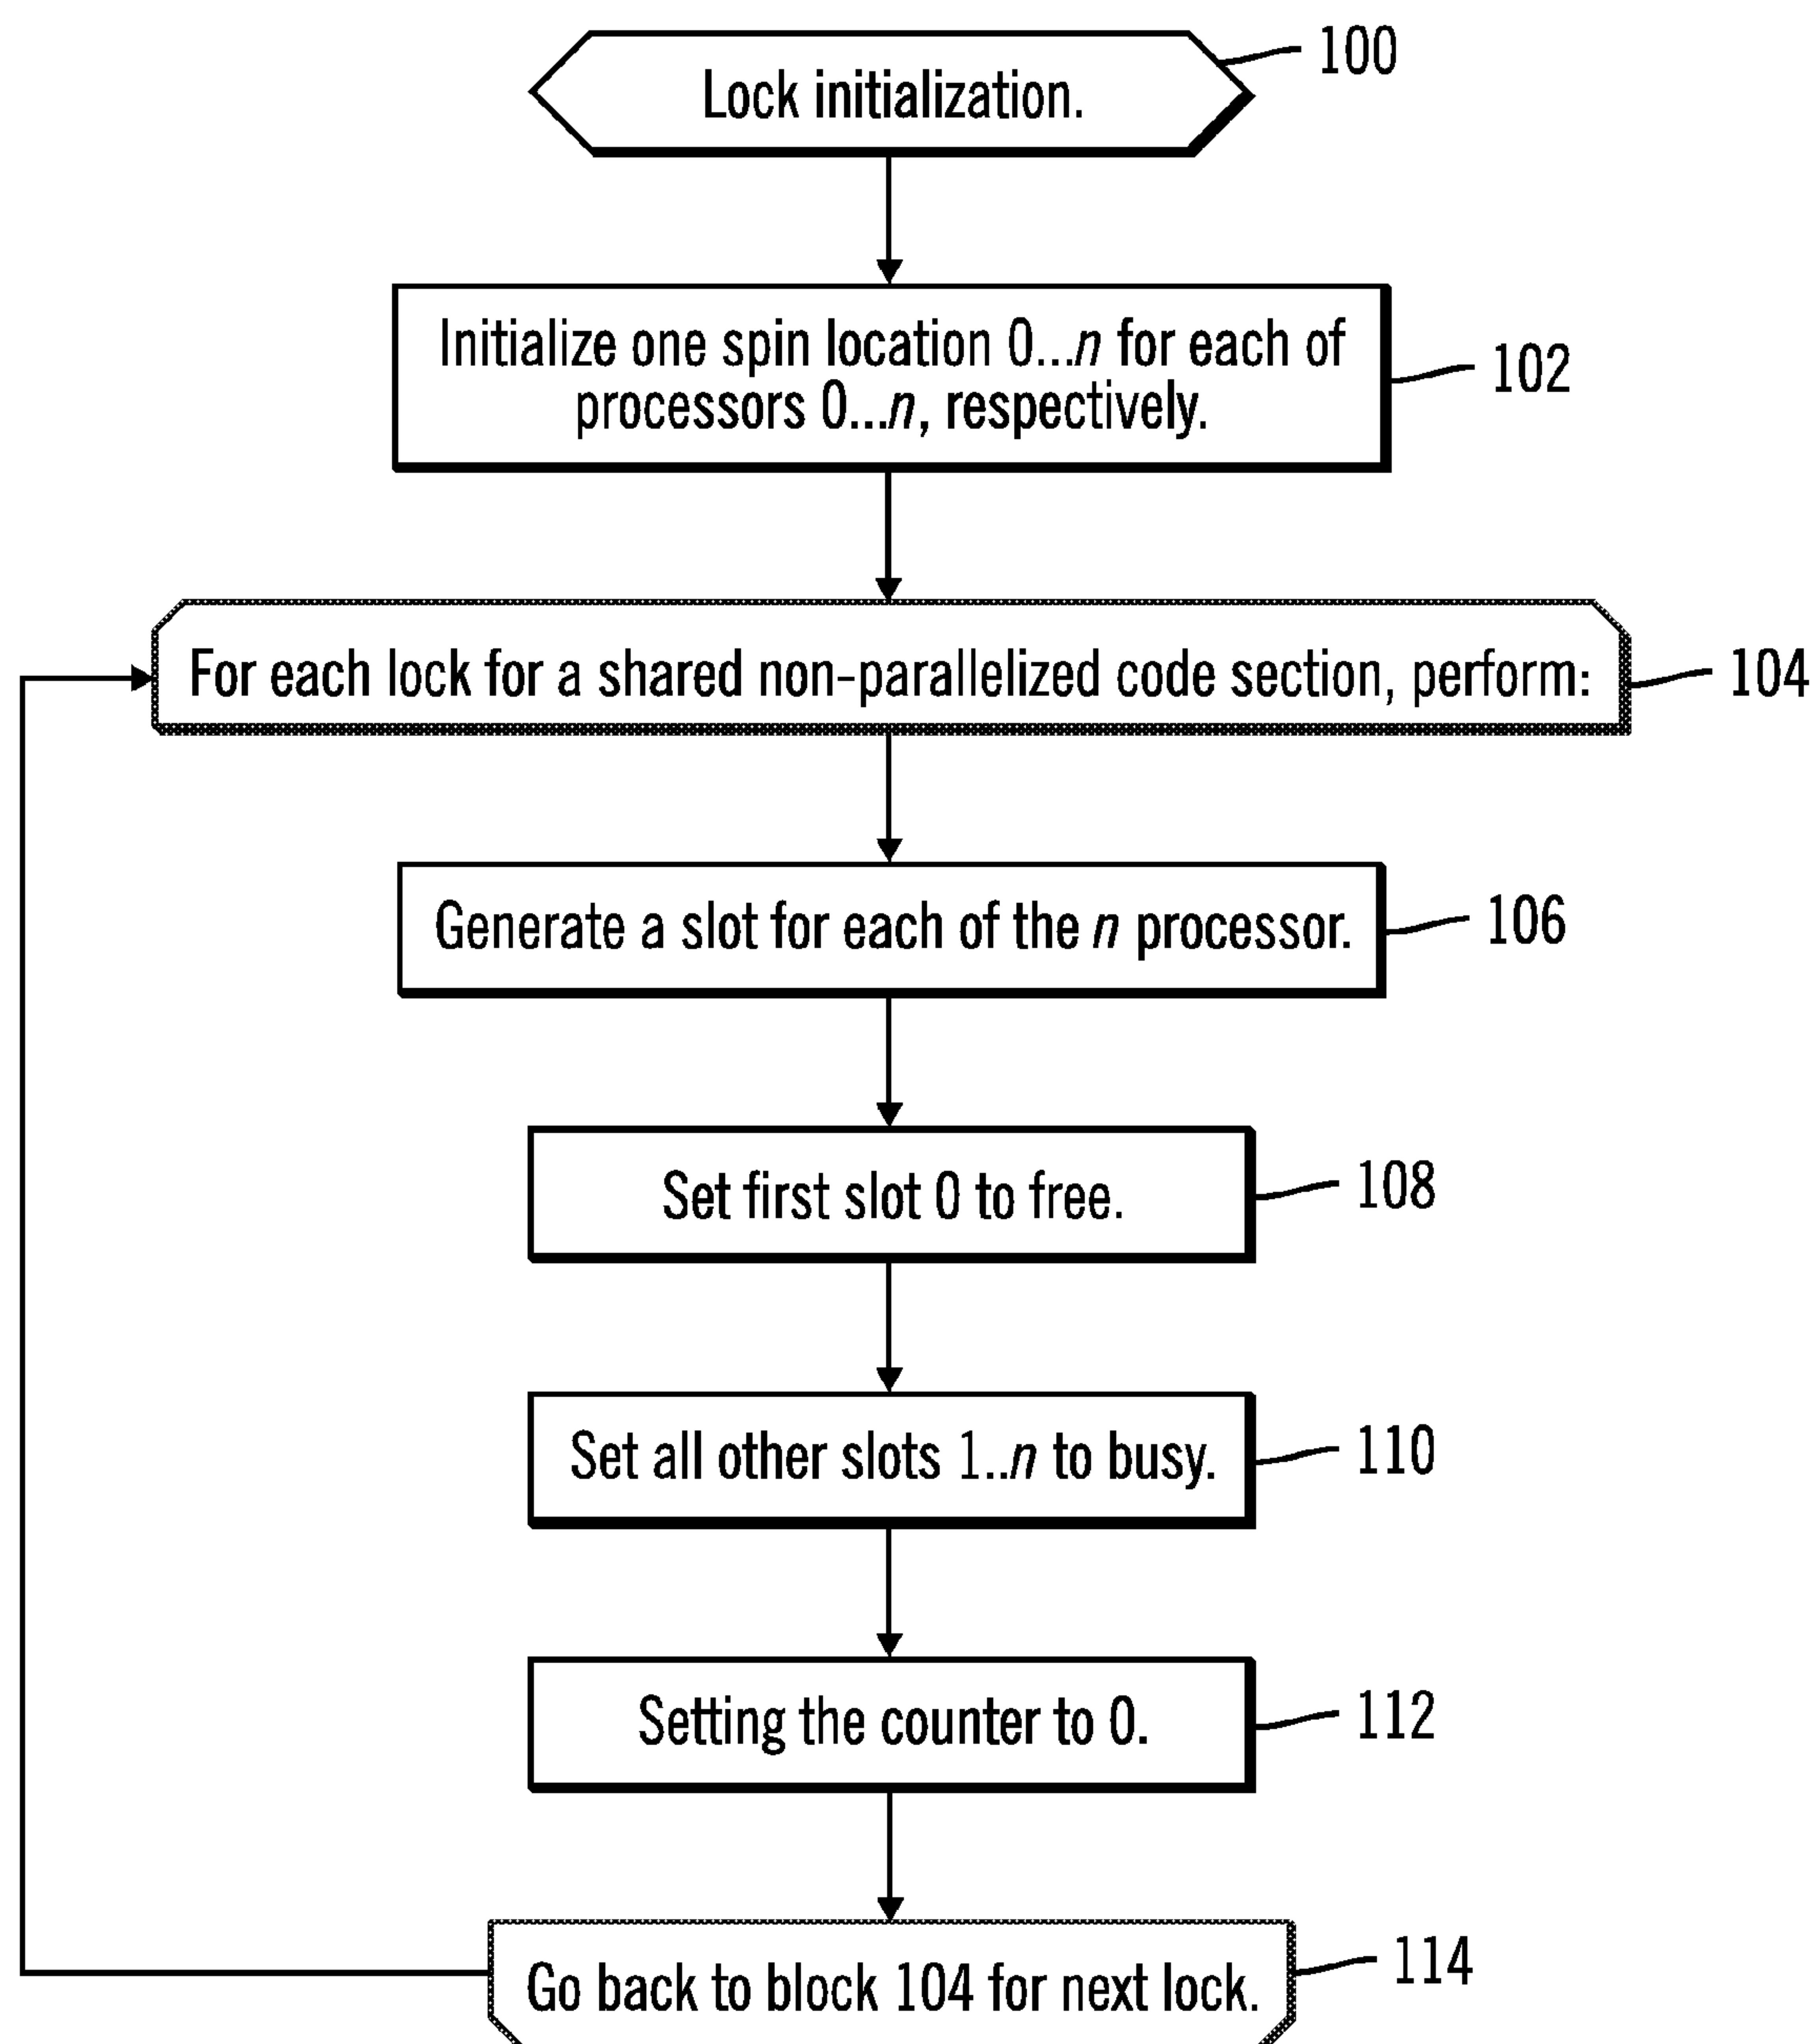 Lock initialization.
100
Initialize one spin location 0...n for each of
processors 0...n, respectively.
102
For each lock for a shared non-parallelized code section, perform:
104
Generate a slot for each of the n processor.
106
Set first slot 0 to free.
108
Set all other slots 1..n to busy.
110
Setting the counter to 0.
112
Go back to block 104 for next lock.
114